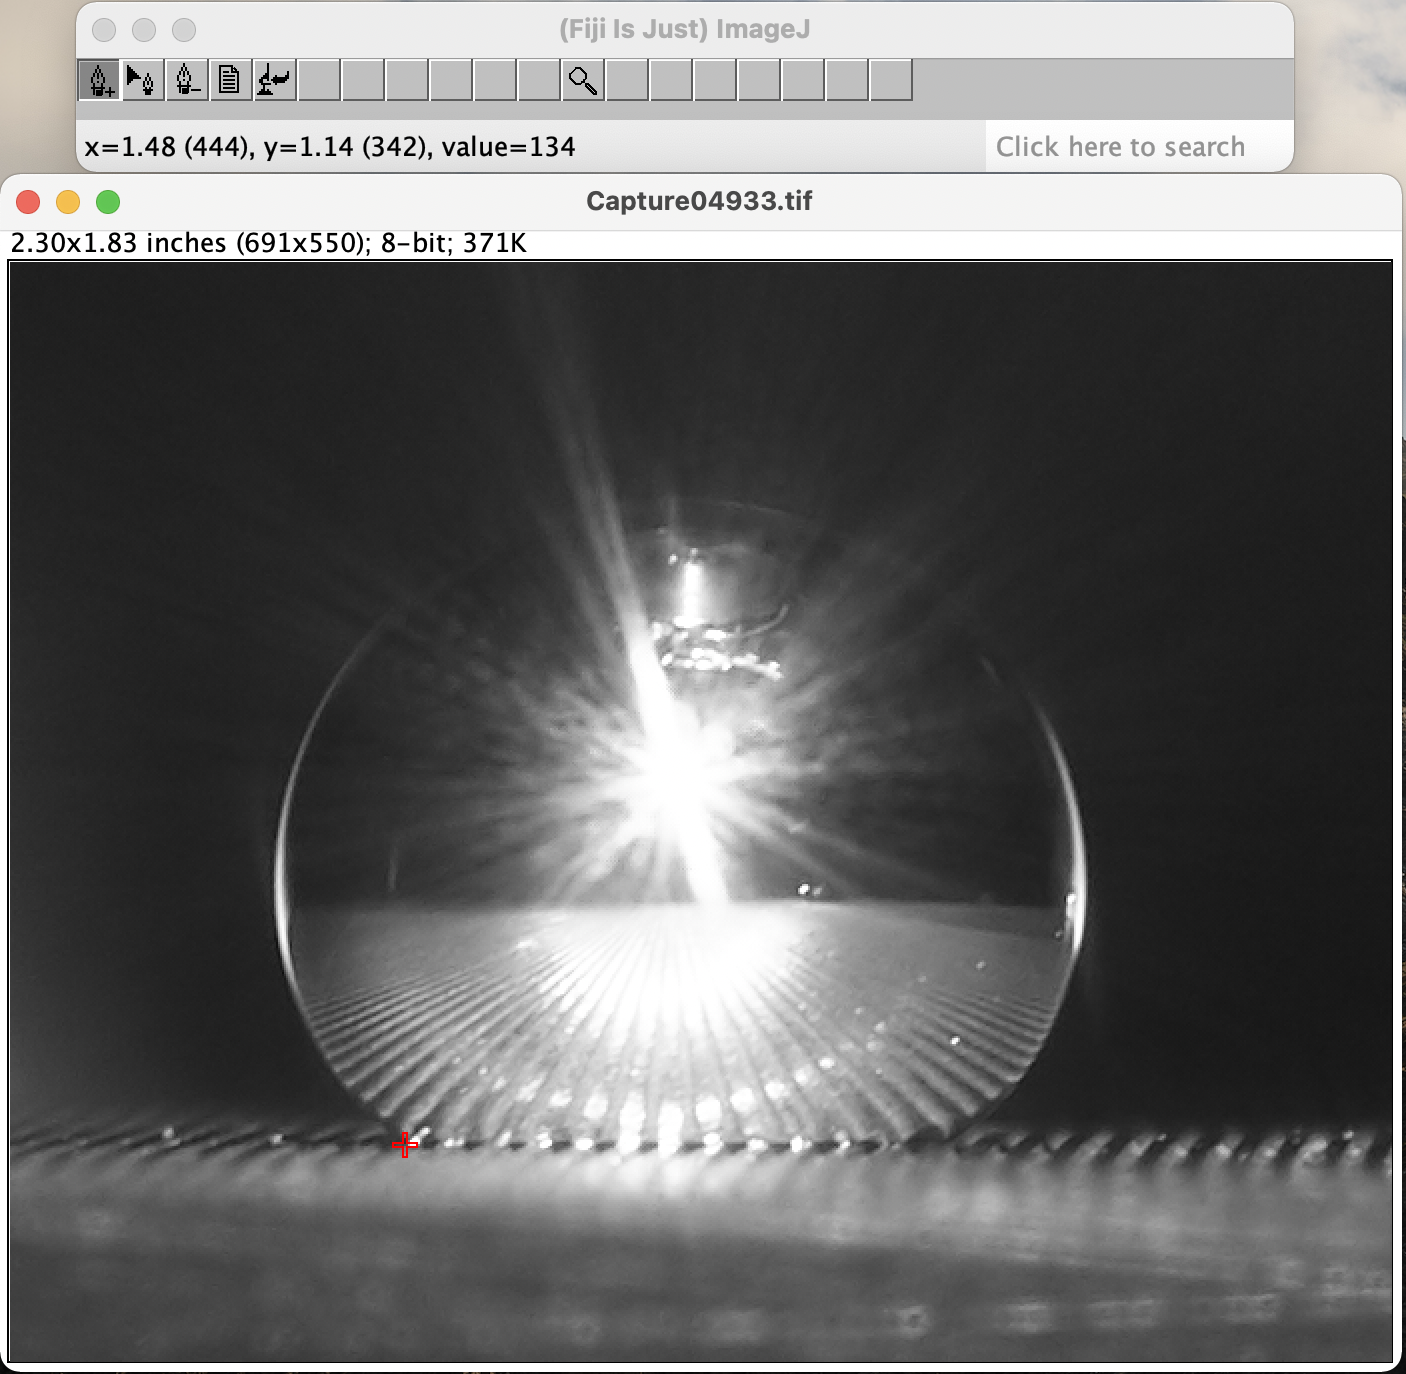 (Fiji Is Just) ImageJ
x=1.48 (444), y=1.14 (342), value=134
Click here to search
Capture04933.tif
2.30x1.83 inches (691x550); 8-bit; 371K